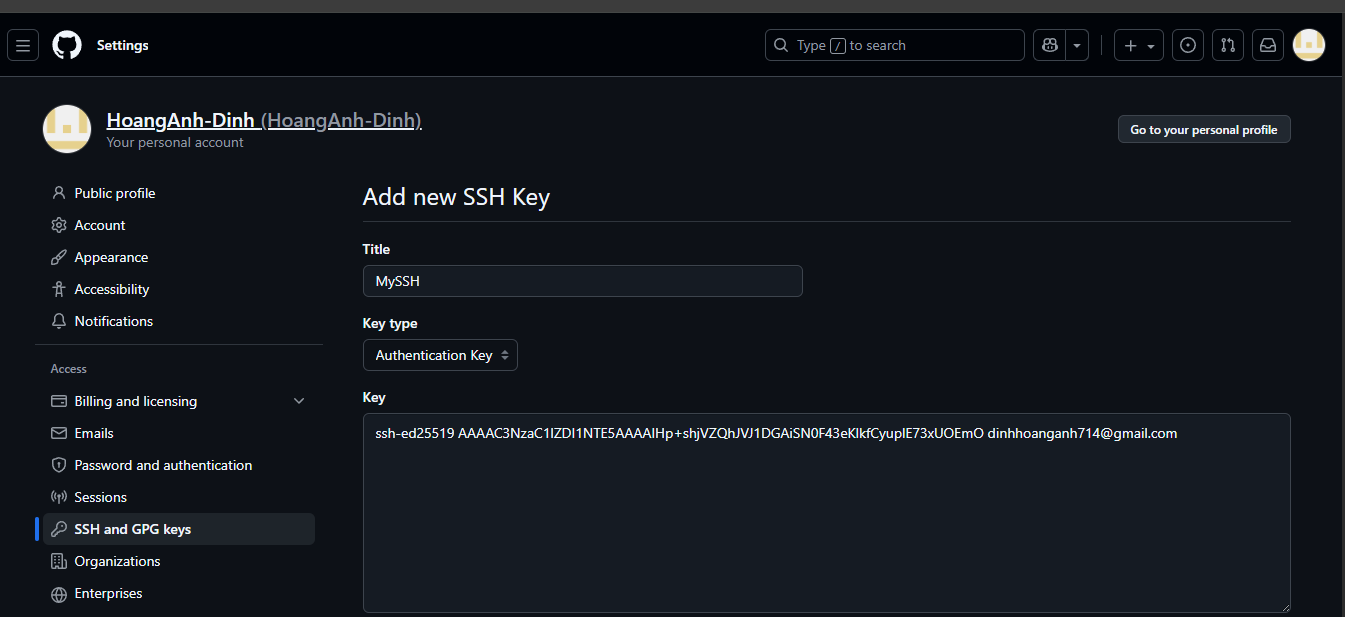 Settings
Type / to search
HoangAnh-Dinh (HoangAnh-Dinh)
Your personal account
Go to your personal profile
Public profile
Account
Appearance
Accessibility
Notifications
Access
Billing and licensing
Emails
Password and authentication
Sessions
SSH and GPG keys
Organizations
Enterprises
Add new SSH Key
Title
MySSH
Key type
Authentication Key
Key
ssh-ed25519 AAAAC3NzaC1lZDI1NTE5AAAAIHp+shjVZQhJVJ1DGAiSN0F43eKlkfCyupIE73xUOEmO dinhhoanganh714@gmail.com